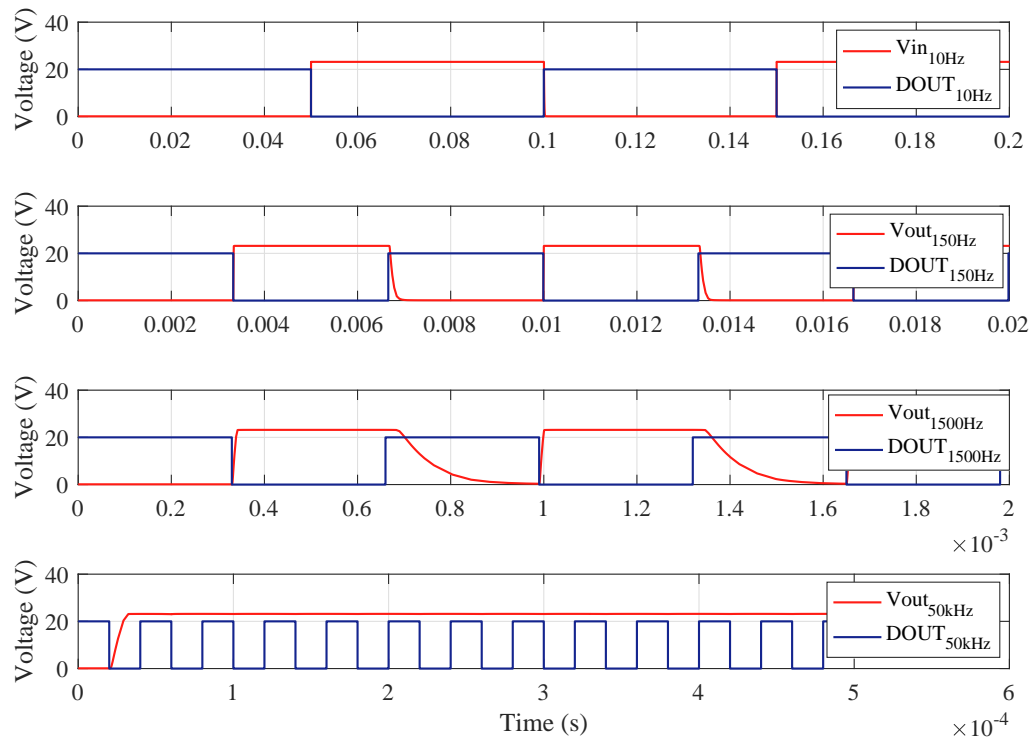 40
20
0
Voltage (V)
Vin10Hz
DOUT10Hz
0 0.02 0.04 0.06 0.08 0.1 0.12 0.14 0.16 0.18 0.2
40
20
0
Voltage (V)
Vout150Hz
DOUT150Hz
0 0.002 0.004 0.006 0.008 0.01 0.012 0.014 0.016 0.018 0.02
40
20
0
Voltage (V)
Vout1500Hz
DOUT1500Hz
0 0.2 0.4 0.6 0.8 1 1.2 1.4 1.6 1.8 2
×10-3
40
20
0
Voltage (V)
Vout50kHz
DOUT50kHz
0 1 2 3 4 5 6
Time (s)
×10-4